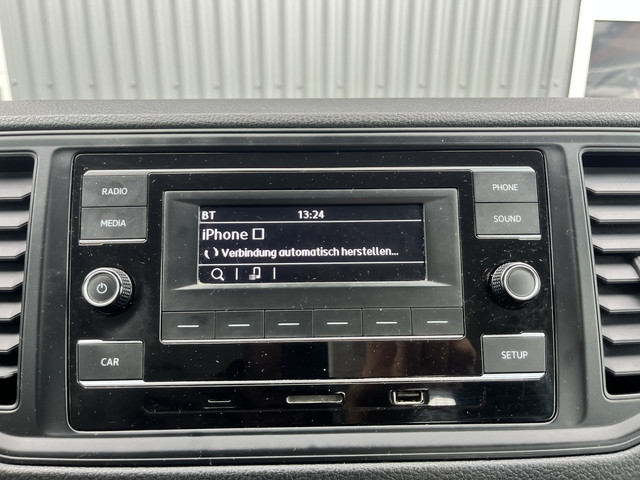 RADIO
MEDIA
BT 13:24
iPhone □
Verbindung automatisch herstellen...
PHONE
SOUND
CAR
SETUP